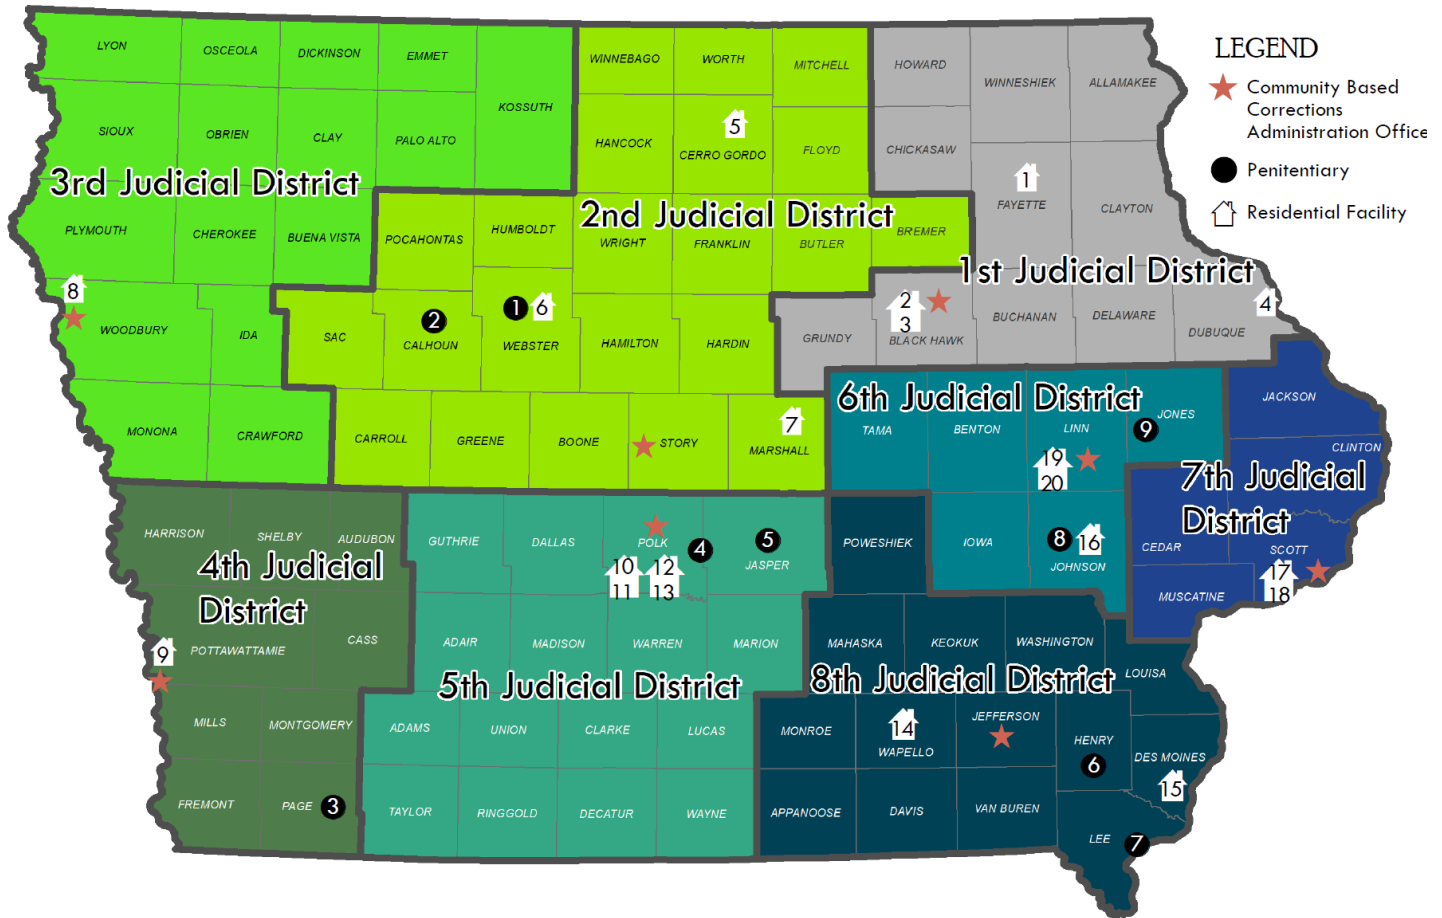 LEGEND
Community Based
Corrections
Administration Office
Penitentiary
Residential Facility
LYON
OSCEOLA
DICKINSON
EMMET
KOSSUTH
SIOUX
OBRIEN
CLAY
PALO ALTO
3rd Judicial District
PLYMOUTH
CHEROKEE
BUENA VISTA
8
WOODBURY
IDA
MONONA
CRAWFORD
WINNEBAGO
WORTH
MITCHELL
HANCOCK
5
CERRO GORDO
FLOYD
2nd Judicial District
POCAHONTAS
HUMBOLDT
WRIGHT
FRANKLIN
BUTLER
BREMER
SAC
2
CALHOUN
1
6
WEBSTER
HAMILTON
HARDIN
CARROLL
GREENE
BOONE
STORY
7
MARSHALL
HOWARD
WINNESHIEK
ALLAMAKEE
CHICKASAW
1
FAYETTE
CLAYTON
1st Judicial District
GRUNDY
2
3
BLACK HAWK
BUCHANAN
DELAWARE
4
DUBUQUE
6th Judicial District
TAMA
BENTON
LINN
JONES
9
19
20
IOWA
8
16
JOHNSON
JACKSON
CLINTON
7th Judicial
District
CEDAR
SCOTT
17
18
MUSCATINE
HARRISON
SHELBY
AUDUBON
4th Judicial
District
9
POTTAWATTAMIE
CASS
MILLS
MONTGOMERY
FREMONT
PAGE
3
GUTHRIE
DALLAS
POLK
4
5
JASPER
10
11
12
13
ADAIR
MADISON
WARREN
MARION
5th Judicial District
ADAMS
UNION
CLARKE
LUCAS
TAYLOR
RINGGOLD
DECATUR
WAYNE
POWESHIEK
MAHASKA
KEOKUK
WASHINGTON
LOUISA
8th Judicial District
MONROE
14
WAPELLO
JEFFERSON
HENRY
6
DES MOINES
15
APPANOOSE
DAVIS
VAN BUREN
LEE
7